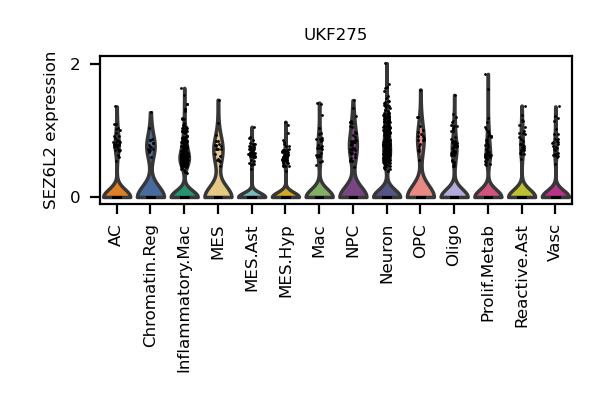 UKF275
SEZ6L2 expression
2
0
AC
Chromatin.Reg
Inflammatory.Mac
MES
MES.Ast
MES.Hyp
Mac
NPC
Neuron
OPC
Oligo
Prolif.Metab
Reactive.Ast
Vasc